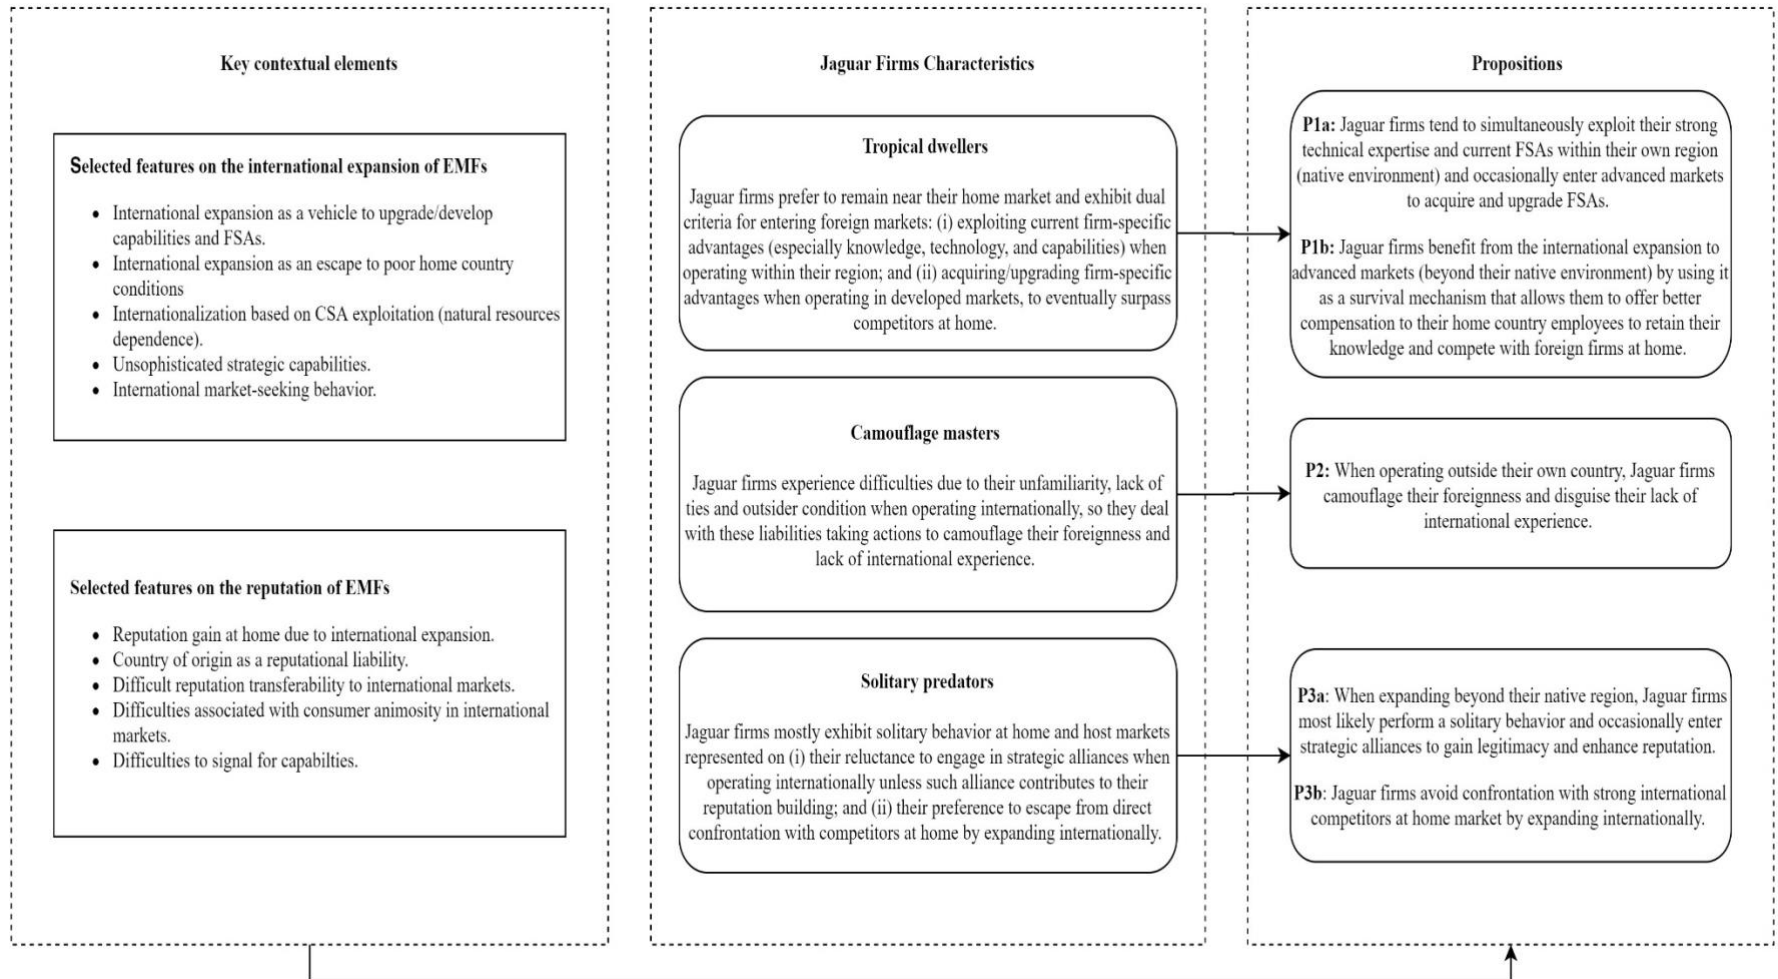 Key contextual elements
Selected features on the international expansion of EMFs
• International expansion as a vehicle to upgrade/develop
capabilities and FSAs.
• International expansion as an escape to poor home country
conditions
• Internationalization based on CSA exploitation (natural resources
dependence).
• Unsophisticated strategic capabilities.
• International market-seeking behavior.
Selected features on the reputation of EMFs
• Reputation gain at home due to international expansion.
• Country of origin as a reputational liability.
• Difficult reputation transferability to international markets.
• Difficulties associated with consumer animosity in international
markets.
• Difficulties to signal for capabilties.
Jaguar Firms Characteristics
Tropical dwellers
Jaguar firms prefer to remain near their home market and exhibit dual
criteria for entering foreign markets: (i) exploiting current firm-specific
advantages (especially knowledge, technology, and capabilities) when
operating within their region; and (ii) acquiring/upgrading firm-specific
advantages when operating in developed markets, to eventually surpass
competitors at home.
Camouflage masters
Jaguar firms experience difficulties due to their unfamiliarity, lack of
ties and outsider condition when operating internationally, so they deal
with these liabilities taking actions to camouflage their foreignness and
lack of international experience.
Solitary predators
Jaguar firms mostly exhibit solitary behavior at home and host markets
represented on (i) their reluctance to engage in strategic alliances when
operating internationally unless such alliance contributes to their
reputation building; and (ii) their preference to escape from direct
confrontation with competitors at home by expanding internationally.
Propositions
P1a: Jaguar firms tend to simultaneously exploit their strong
technical expertise and current FSAs within their own region
(native environment) and occasionally enter advanced markets
to acquire and upgrade FSAs.
P1b: Jaguar firms benefit from the international expansion to
advanced markets (beyond their native environment) by using it
as a survival mechanism that allows them to offer better
compensation to their home country employees to retain their
knowledge and compete with foreign firms at home.
P2: When operating outside their own country, Jaguar firms
camouflage their foreignness and disguise their lack of
international experience.
P3a: When expanding beyond their native region, Jaguar firms
most likely perform a solitary behavior and occasionally enter
strategic alliances to gain legitimacy and enhance reputation.
P3b: Jaguar firms avoid confrontation with strong international
competitors at home market by expanding internationally.